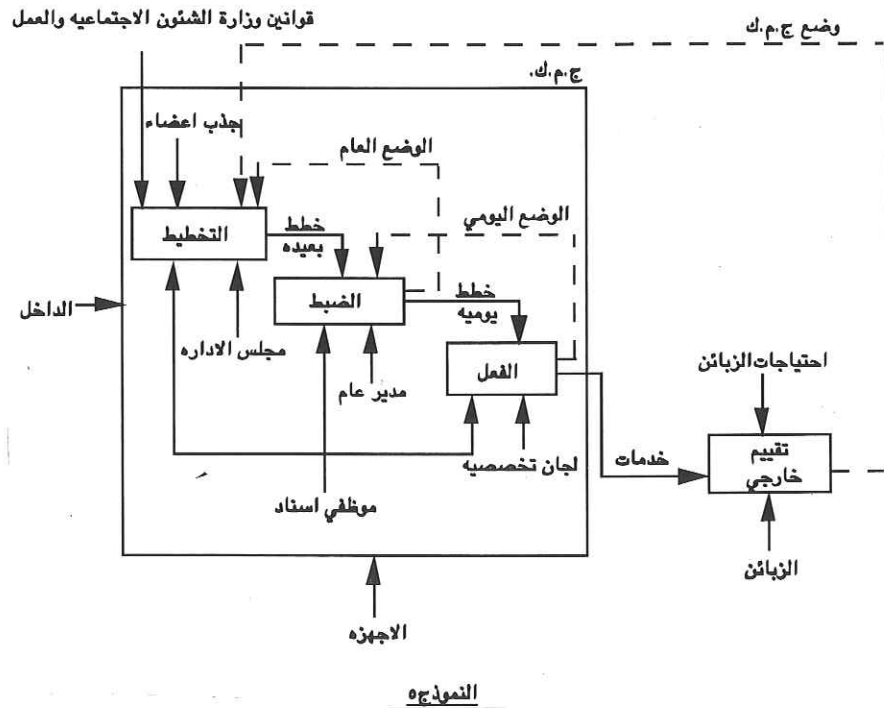 قوانين وزارة الشئون الاجتماعيه والعمل
وضع ج.م.ك
ج.م.ك.
جذب اعضاء
الوضع العام
التخطيط
خطط
بعيده
الوضع اليومي
الضبط
خطط
يوميه
الداخل
مجلس الاداره
مدير عام
الفعل
احتياجات الزبائن
لجان تخصصيه
خدمات
تقييم
خارجي
موظفي اسناد
الزبائن
الاجهزه
النموذج٥